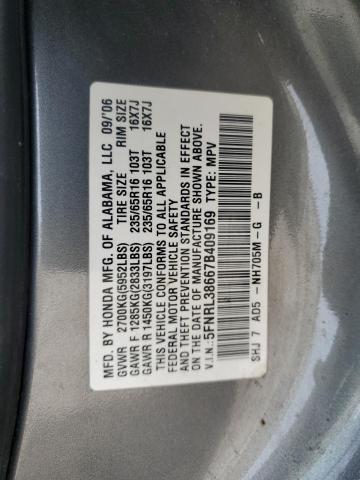 MFD. BY HONDA MFG. OF ALABAMA, LLC 09/'06
GVWR 2700KG(5952LBS) TIRE SIZE RIM SIZE
GAWR F 1285KG(2833LBS) 235/65R16 103T 16X7J
GAWR R 1450KG(3197LBS) 235/65R16 103T 16X7J
THIS VEHICLE CONFORMS TO ALL APPLICABLE
FEDERAL MOTOR VEHICLE SAFETY
AND THEFT PREVENTION STANDARDS IN EFFECT
ON THE DATE OF MANUFACTURE SHOWN ABOVE.
V.I.N.: 5FNRL38667B409169 TYPE: MPV
SHJ 7 AD5 -NH705M-G -B